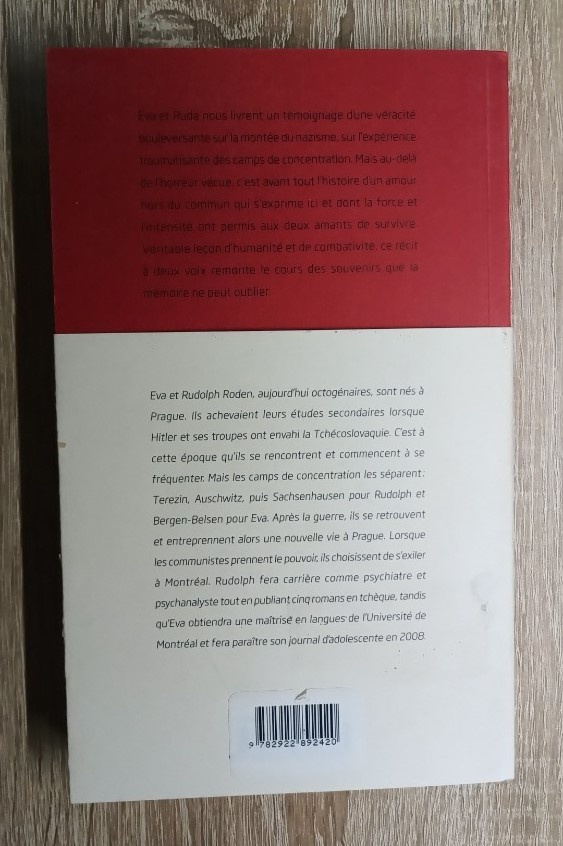 Eva et Ruda nous livrent un témoignage d'une véracité
bouleversante sur la montée du nazisme, sur l'expérience
traumatisante des camps de concentration. Mais au-delà
de l'horreur vécue, c'est avant tout l'histoire d'un amour
hors du commun qui s'exprime ici et dont la force et
l'intensité ont permis aux deux amants de survivre.
Véritable leçon d'humanité et de combativité, ce récit
à deux voix remonte le cours des souvenirs que la
mémoire ne peut oublier.
Eva et Rudolph Roden, aujourd'hui octogénaires, sont nés à
Prague. Ils achevaient leurs études secondaires lorsque
Hitler et ses troupes ont envahi la Tchécoslovaquie. C'est à
cette époque qu'ils se rencontrent et commencent à se
fréquenter. Mais les camps de concentration les séparent:
Terezin, Auschwitz, puis Sachsenhausen pour Rudolph et
Bergen-Belsen pour Eva. Après la guerre, ils se retrouvent
et entreprennent alors une nouvelle vie à Prague. Lorsque
les communistes prennent le pouvoir, ils choisissent de s'exiler
à Montréal. Rudolph fera carrière comme psychiatre et
psychanalyste tout en publiant cinq romans en tchèque, tandis
qu'Eva obtiendra une maîtrise en langues de l'Université de
Montréal et fera paraître son journal d'adolescente en 2008.
9 782922 892420